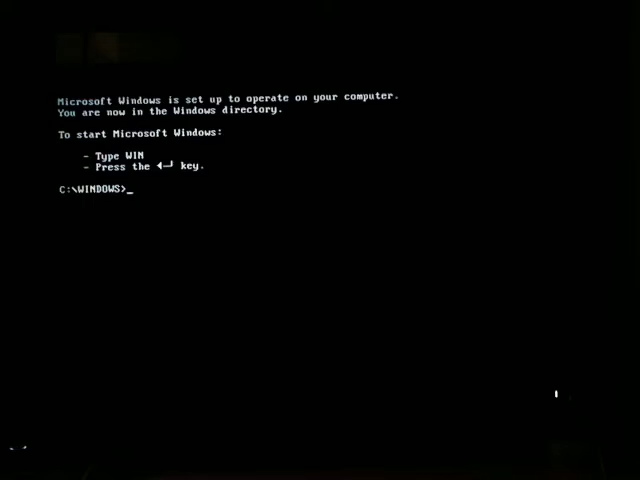 Microsoft Windows is set up to operate on your computer.
You are now in the Windows directory.
To start Microsoft Windows:
- Type WIN
- Press the ◄─┘ key.
C:\WINDOWS>_